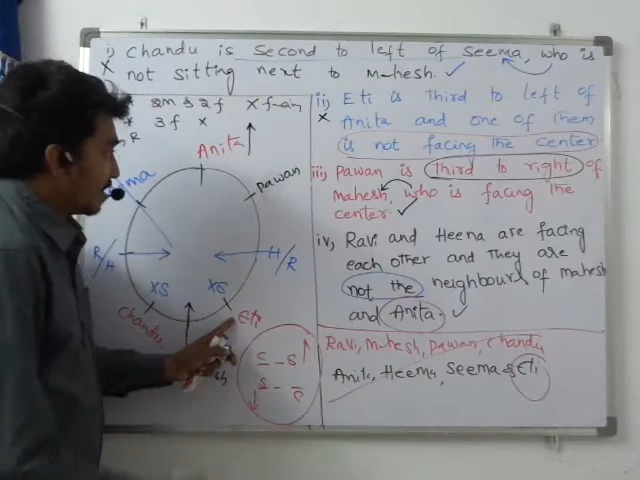 i) Chandu is second to left of Seema, who is
not sitting next to Mahesh.
X
2m & 2f X f-ain
3f X
R
ii) Eti is Third to left of
X Anita and one of Them
is not facing The center
iii) Pawan is Third to right of
Mahesh, who is facing The
center.
iv, Ravi and Heena are facing
each other and They are
not the neighbours of Mahesh
and Anita.
Ravi, Mahesh, Pawan, Chandu
Anita, Heema, Seema & Eti
Anita
Pawan
R/H
H/R
XS
XS
Chandu
Eti